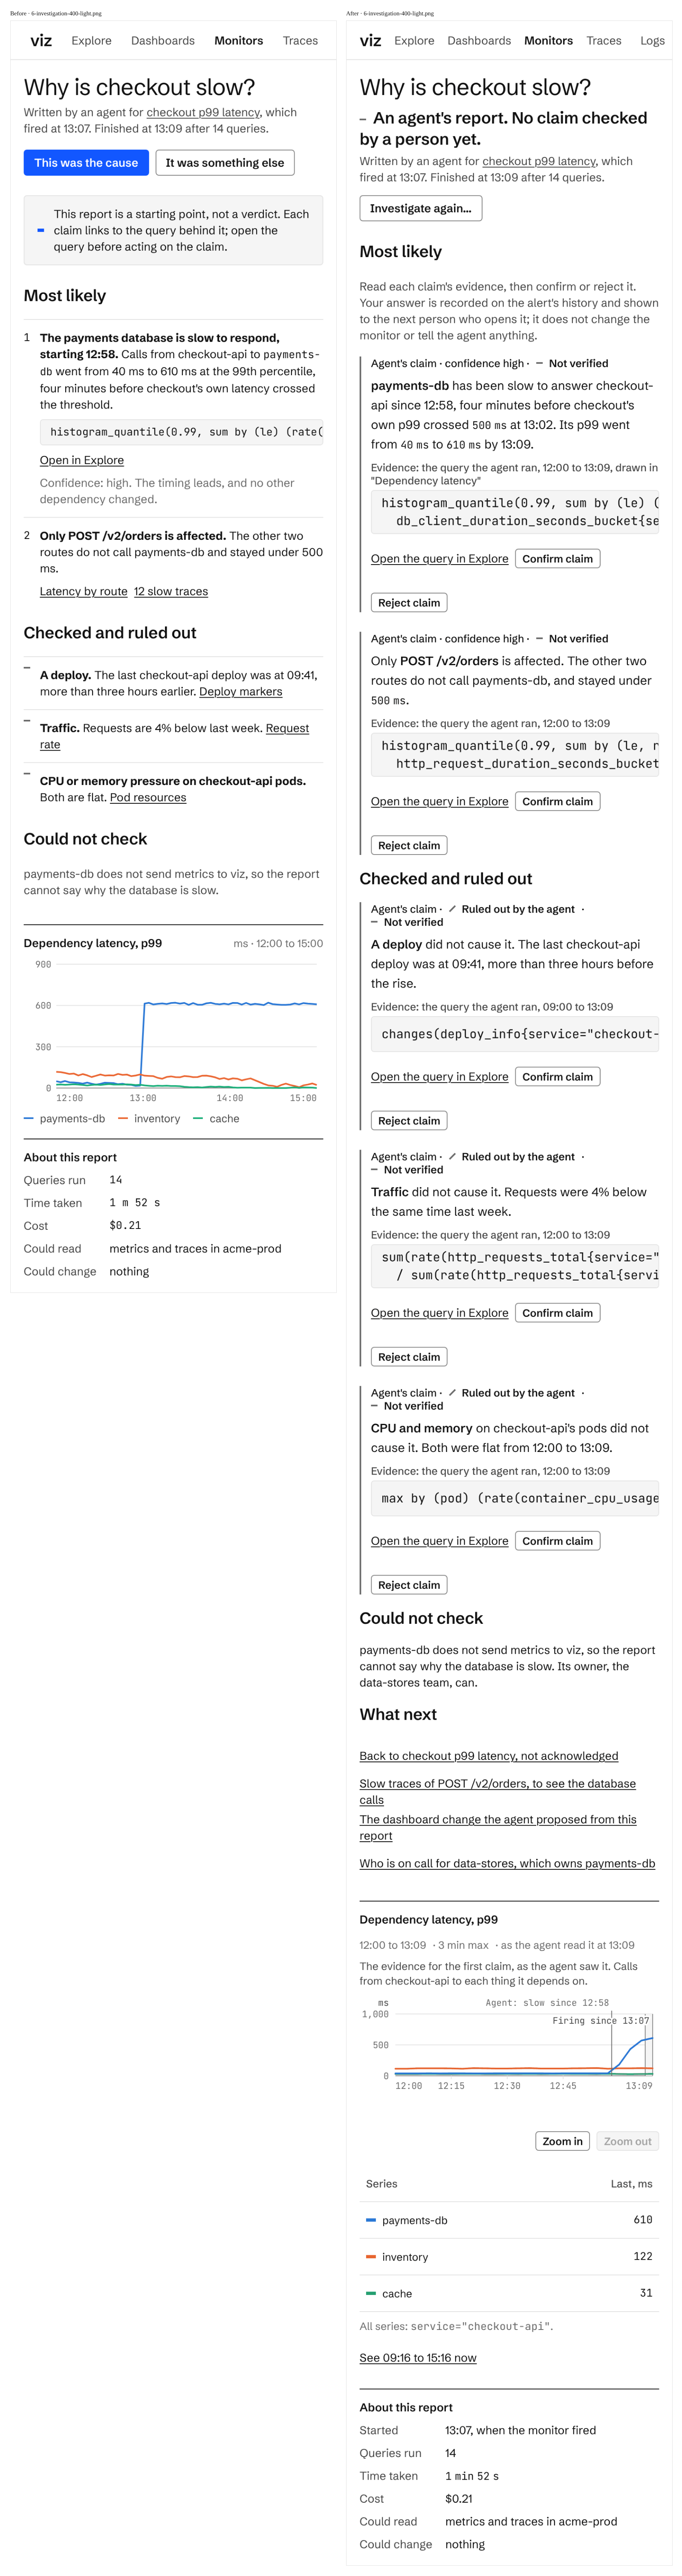 Before · 6-investigation-400-light.png
viz Explore Dashboards Monitors Traces
Why is checkout slow?
Written by an agent for checkout p99 latency, which
fired at 13:07. Finished at 13:09 after 14 queries.
This was the cause It was something else
This report is a starting point, not a verdict. Each
claim links to the query behind it; open the
query before acting on the claim.
Most likely
1 The payments database is slow to respond,
starting 12:58. Calls from checkout-api to payments-
db went from 40 ms to 610 ms at the 99th percentile,
four minutes before checkout's own latency crossed
the threshold.
histogram_quantile(0.99, sum by (le) (rate(
Open in Explore
Confidence: high. The timing leads, and no other
dependency changed.
2 Only POST /v2/orders is affected. The other two
routes do not call payments-db and stayed under 500
ms.
Latency by route 12 slow traces
Checked and ruled out
A deploy. The last checkout-api deploy was at 09:41,
more than three hours earlier. Deploy markers
Traffic. Requests are 4% below last week. Request
rate
CPU or memory pressure on checkout-api pods.
Both are flat. Pod resources
Could not check
payments-db does not send metrics to viz, so the report
cannot say why the database is slow.
Dependency latency, p99 ms · 12:00 to 15:00
900
600
300
0
12:00 13:00 14:00 15:00
payments-db inventory cache
About this report
Queries run 14
Time taken 1 m 52 s
Cost $0.21
Could read metrics and traces in acme-prod
Could change nothing
After · 6-investigation-400-light.png
viz Explore Dashboards Monitors Traces Logs
Why is checkout slow?
– An agent's report. No claim checked
by a person yet.
Written by an agent for checkout p99 latency, which
fired at 13:07. Finished at 13:09 after 14 queries.
Investigate again...
Most likely
Read each claim's evidence, then confirm or reject it.
Your answer is recorded on the alert's history and shown
to the next person who opens it; it does not change the
monitor or tell the agent anything.
Agent's claim · confidence high · – Not verified
payments-db has been slow to answer checkout-
api since 12:58, four minutes before checkout's
own p99 crossed 500 ms at 13:02. Its p99 went
from 40 ms to 610 ms by 13:09.
Evidence: the query the agent ran, 12:00 to 13:09, drawn in
"Dependency latency"
histogram_quantile(0.99, sum by (le) (
db_client_duration_seconds_bucket{se
Open the query in Explore Confirm claim
Reject claim
Agent's claim · confidence high · – Not verified
Only POST /v2/orders is affected. The other two
routes do not call payments-db, and stayed under
500 ms.
Evidence: the query the agent ran, 12:00 to 13:09
histogram_quantile(0.99, sum by (le, r
http_request_duration_seconds_bucket
Open the query in Explore Confirm claim
Reject claim
Checked and ruled out
Agent's claim · Ruled out by the agent ·
– Not verified
A deploy did not cause it. The last checkout-api
deploy was at 09:41, more than three hours before
the rise.
Evidence: the query the agent ran, 09:00 to 13:09
changes(deploy_info{service="checkout-
Open the query in Explore Confirm claim
Reject claim
Agent's claim · Ruled out by the agent ·
– Not verified
Traffic did not cause it. Requests were 4% below
the same time last week.
Evidence: the query the agent ran, 12:00 to 13:09
sum(rate(http_requests_total{service="
/ sum(rate(http_requests_total{servi
Open the query in Explore Confirm claim
Reject claim
Agent's claim · Ruled out by the agent ·
– Not verified
CPU and memory on checkout-api's pods did not
cause it. Both were flat from 12:00 to 13:09.
Evidence: the query the agent ran, 12:00 to 13:09
max by (pod) (rate(container_cpu_usage
Open the query in Explore Confirm claim
Reject claim
Could not check
payments-db does not send metrics to viz, so the report
cannot say why the database is slow. Its owner, the
data-stores team, can.
What next
Back to checkout p99 latency, not acknowledged
Slow traces of POST /v2/orders, to see the database
calls
The dashboard change the agent proposed from this
report
Who is on call for data-stores, which owns payments-db
Dependency latency, p99
12:00 to 13:09 · 3 min max · as the agent read it at 13:09
The evidence for the first claim, as the agent saw it. Calls
from checkout-api to each thing it depends on.
ms Agent: slow since 12:58
1,000
Firing since 13:07
500
0
12:00 12:15 12:30 12:45 13:09
Zoom in Zoom out
Series Last, ms
payments-db 610
inventory 122
cache 31
All series: service="checkout-api".
See 09:16 to 15:16 now
About this report
Started 13:07, when the monitor fired
Queries run 14
Time taken 1 min 52 s
Cost $0.21
Could read metrics and traces in acme-prod
Could change nothing